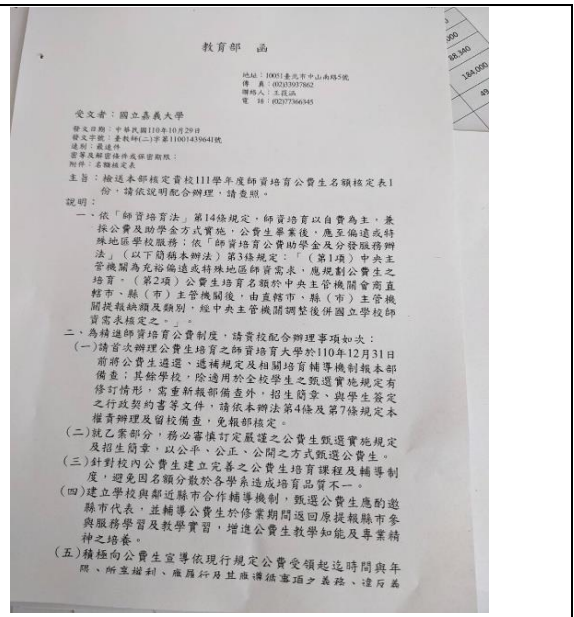 教育部 函
地址:10051臺北市中山南路5號
傳 真:(02)33937862
聯絡人:王筱涵
電 話:(02)77366345
受文者:國立嘉義大學
發文日期:中華民國110年10月29日
發文字號:臺教師(二)字第1100143964號
速別:最速件
密等及解密條件或保密期限:
附件:名額核定表
主旨:檢送本部核定貴校111學年度師資培育公費生名額核定表1
份,請依說明配合辦理,請查照。
說明:
一、依「師資培育法」第14條規定,師資培育以自費為主,兼
採公費及助學金方式實施,公費生畢業後,應至偏遠或特
殊地區學校服務;依「師資培育公費助學金及分發服務辦
法」(以下簡稱本辦法)第3條規定:「(第1項)中央主
管機關為充裕偏遠或特殊地區師資需求,應規劃公費生之
培育。(第2項)公費生培育名額於中央主管機關會商直
轄市、縣(市)主管機關後,由直轄市、縣(市)主管機
關提報缺額及類別,經中央主管機關調整後併國立學校師
資需求核定之。」。
二、為精進師資培育公費制度,請貴校配合辦理事項如次:
(一)請首次辦理公費生培育之師資培育大學於110年12月31日
前將公費生遴選、遞補規定及相關培育輔導機制報本部
備查;其餘學校,除適用於全校學生之甄選實施規定有
修訂情形,需重新報部備查外,招生簡章、與學生簽定
之行政契約書等文件,請依本辦法第4條及第7條規定本
權責辦理及留校備查,免報部核定。
(二)就乙案部分,務必審慎訂定嚴謹之公費生甄選實施規定
及招生簡章,以公平、公正、公開之方式甄選公費生。
(三)針對校內公費生建立完善之公費生培育課程及輔導制
度,避免因名額分散於各學系造成培育品質不一。
(四)建立學校與鄰近縣市合作輔導機制,甄選公費生應酌邀
縣市代表,並輔導公費生於修業期間返回原提報縣市參
與服務學習及教學實習,增進公費生教學知能及專業精
神之培養。
(五)積極向公費生宣導依現行規定公費受領起迄時間與年
限、所享權利、應履行及其應遵循事項之義務、違反義
000
88,340
184,000
49